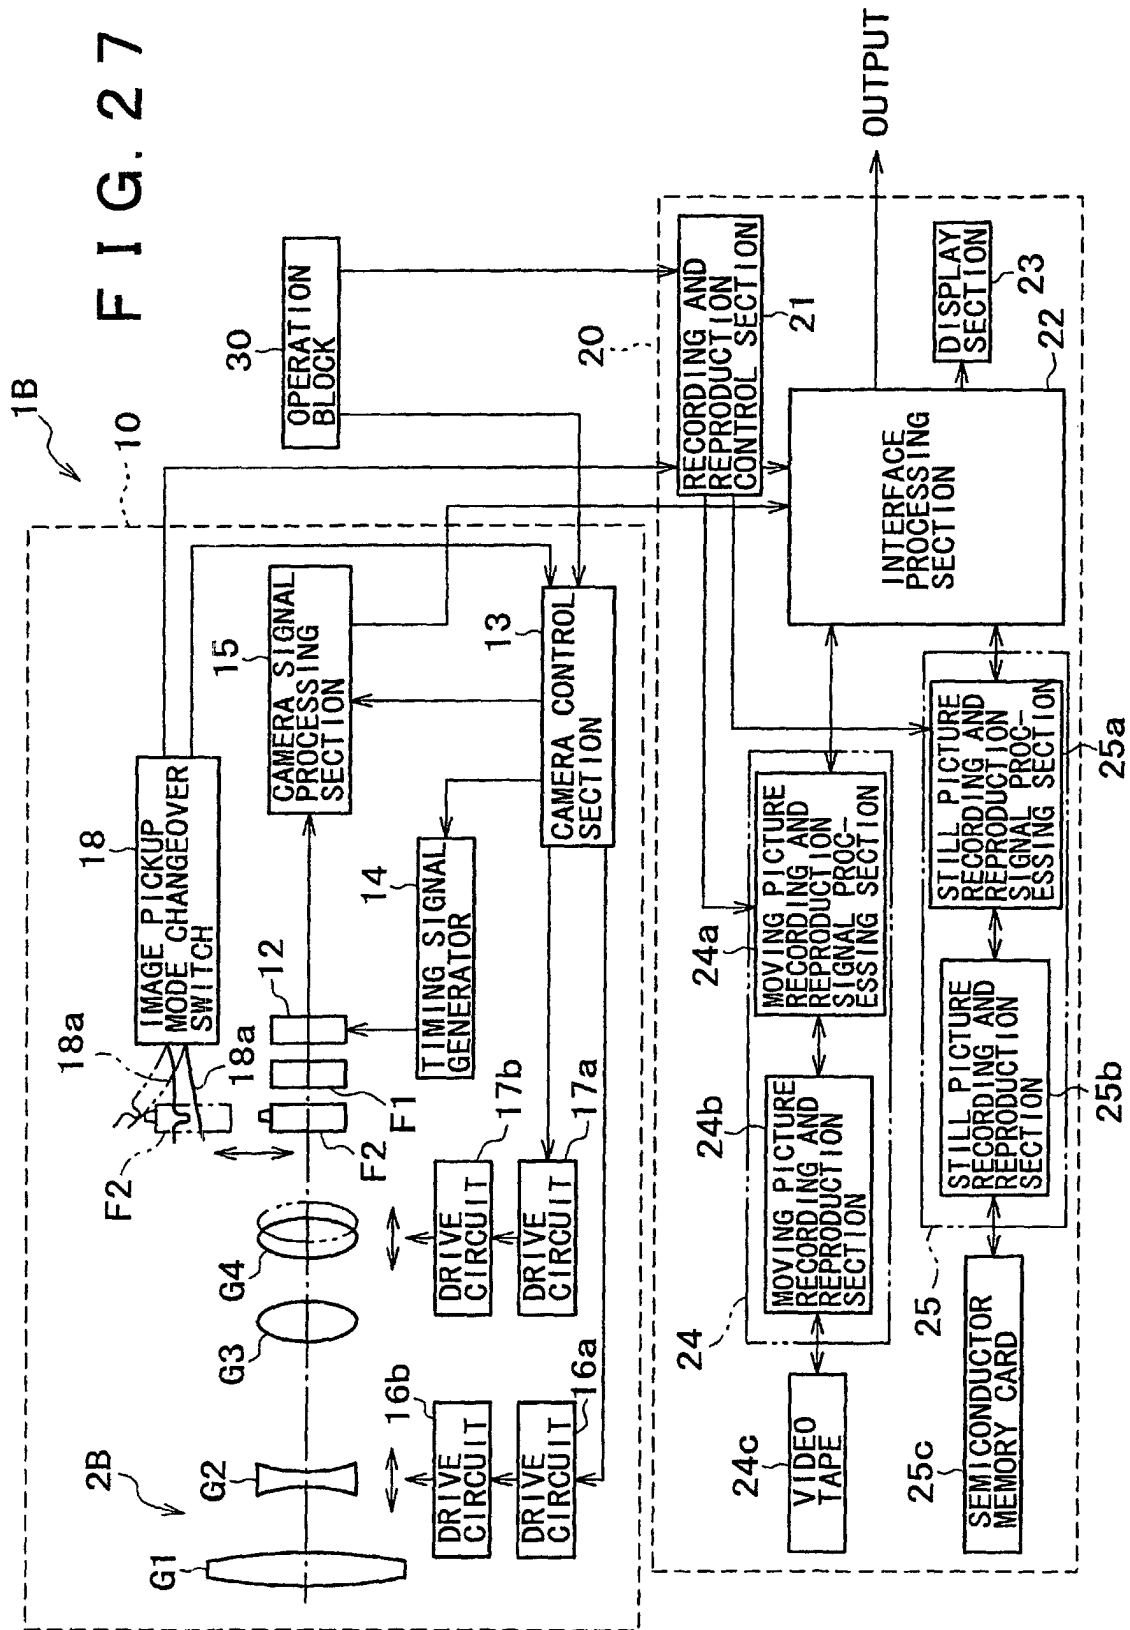 FIG. 27
1B
10
18
IMAGE PICKUP
MODE CHANGEOVER
SWITCH
30
OPERATION
BLOCK
18a
18a
F2
15
CAMERA SIGNAL
PROCESSING
SECTION
12
F1
F2
2B
G1
G2
G3
G4
14
TIMING SIGNAL
GENERATOR
13
CAMERA CONTROL
SECTION
16b
DRIVE
CIRCUIT
17b
DRIVE
CIRCUIT
16a
DRIVE
CIRCUIT
17a
DRIVE
CIRCUIT
20
RECORDING AND
REPRODUCTION
CONTROL SECTION
21
OUTPUT
24
24b
MOVING PICTURE
RECORDING AND
REPRODUCTION
SECTION
24a
MOVING PICTURE
RECORDING AND
REPRODUCTION
SIGNAL PROC-
ESSING SECTION
24c
VIDEO
TAPE
INTERFACE
PROCESSING
SECTION
22
DISPLAY
SECTION
23
25
25c
SEMICONDUCTOR
MEMORY CARD
STILL PICTURE
RECORDING AND
REPRODUCTION
SECTION
25b
STILL PICTURE
RECORDING AND
REPRODUCTION
SIGNAL PROC-
ESSING SECTION
25a